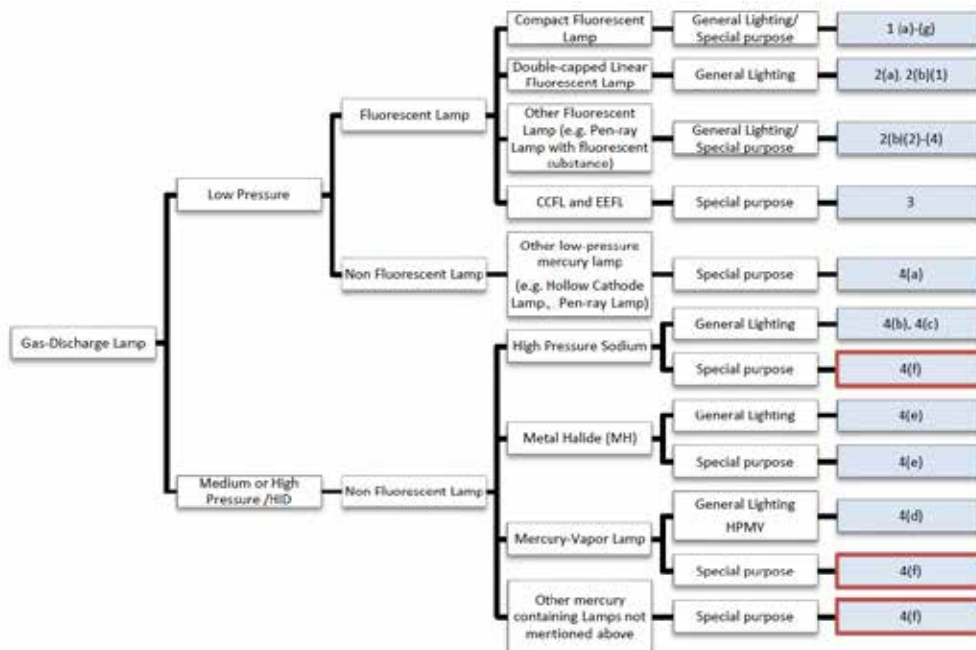 Compact Fluorescent
Lamp
General Lighting/
Special purpose
1 (a)-(g)
Double-capped Linear
Fluorescent Lamp
General Lighting
2(a), 2(b)(1)
Fluorescent Lamp
Other Fluorescent
Lamp (e.g. Pen-ray
Lamp with fluorescent
substance)
General Lighting/
Special purpose
2(b)(2)-(4)
Low Pressure
CCFL and EEFL
Special purpose
3
Non Fluorescent Lamp
Other low-pressure
mercury lamp
(e.g. Hollow Cathode
Lamp、Pen-ray Lamp)
Special purpose
4(a)
Gas-Discharge Lamp
High Pressure Sodium
General Lighting
4(b), 4(c)
Special purpose
4(f)
Metal Halide (MH)
General Lighting
4(e)
Special purpose
4(e)
Medium or High
Pressure /HID
Non Fluorescent Lamp
Mercury-Vapor Lamp
General Lighting
HPMV
4(d)
Special purpose
4(f)
Other mercury
containing Lamps not
mentioned above
Special purpose
4(f)